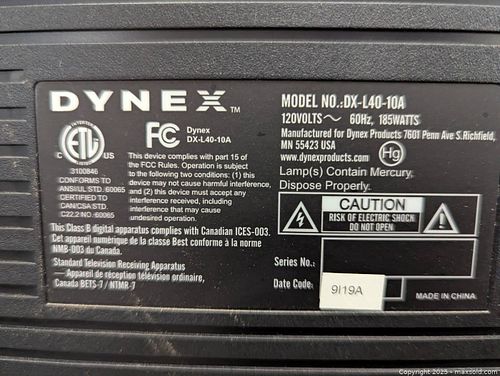 DYNEX™
MODEL NO.:DX-L40-10A
120VOLTS～ 60Hz, 185WATTS
Manufactured for Dynex Products 7601 Penn Ave S.Richfield,
MN 55423 USA
www.dynexproducts.com
Hg
Lamp(s) Contain Mercury,
Dispose Properly.
C ETL US
INTERTEK
3100846
CONFORMS TO
ANSI/UL STD. 60065
CERTIFIED TO
CAN/CSA STD.
C22.2 NO. 60065
FC Dynex
DX-L40-10A
This device complies with part 15 of
the FCC Rules. Operation is subject
to the following two conditions: (1) this
device may not cause harmful interference,
and (2) this device must accept any
interference received, including
interference that may cause
undesired operation.
This Class B digital apparatus complies with Canadian ICES-003.
Cet appareil numérique de la classe Best conforme à la norme
NMB-003 du Canada.
Standard Television Receiving Apparatus
— Appareil de réception télévision ordinaire,
Canada BETS-7 / NTMR-7
CAUTION
RISK OF ELECTRIC SHOCK
DO NOT OPEN
Series No.:
Date Code:
9I19A
MADE IN CHINA
Copyright 2025 - maxsold.com